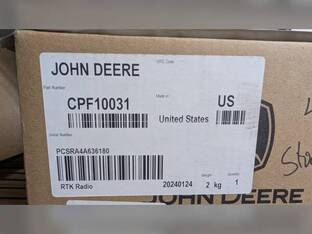 JOHN DEERE
UPC Code
Part Number
CPF10031
Made In
US
United States
Serial Number
PCSRA4A636180
Weight
Quantity
RTK Radio
20240124
2 kg
1
JOHN DEERE